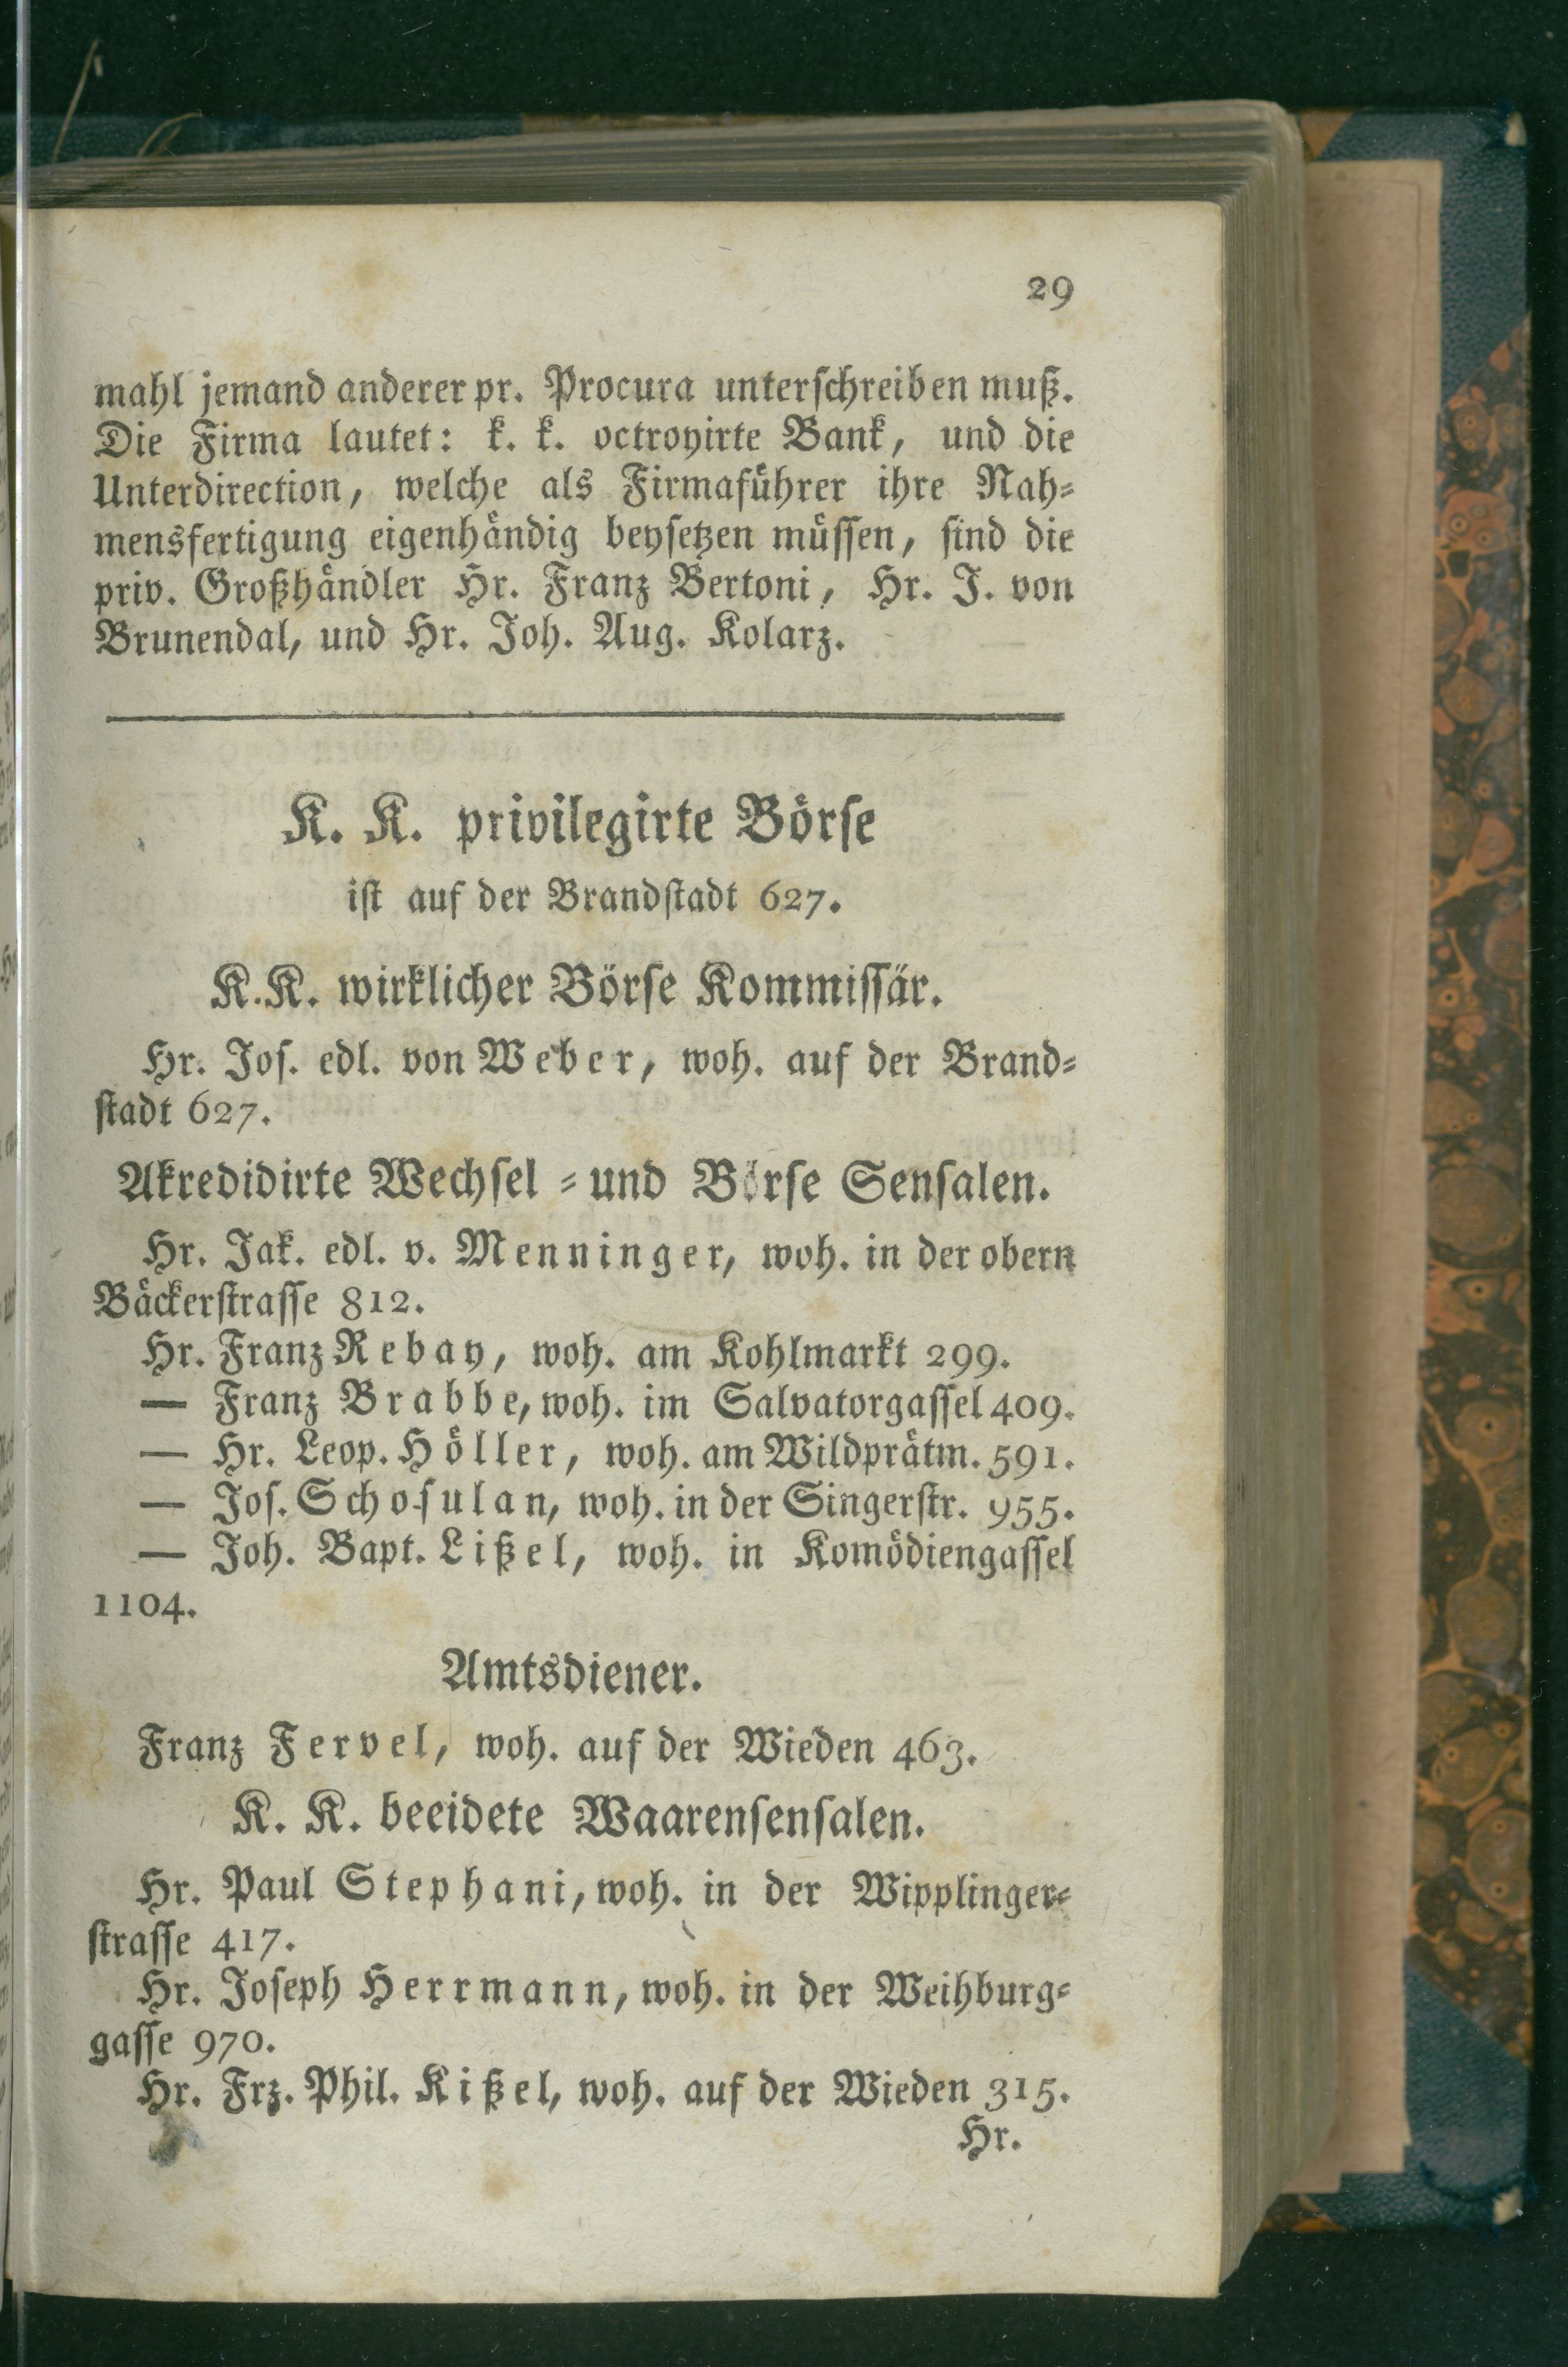 29
mahl jemand anderer pr. Procura unterschreiben muß.
Die Firma lautet: k. k. octroyirte Bank, und die
Unterdirection, welche als Firmaführer ihre Nah-
mensfertigung eigenhändig beysetzen müssen, sind die
priv. Großhändler Hr. Franz Bertoni, Hr. J. von
Brunendal, und Hr. Joh. Aug. Kolarz.
K. K. privilegirte Börse
ist auf der Brandstadt 627.
K.K. wirklicher Börse Kommissär.
Hr. Jos. edl. von Weber, woh. auf der Brand-
stadt 627.
Akredidirte Wechsel - und Börse Sensalen.
Hr. Jak. edl. v. Menninger, woh. in der obern
Bäckerstrasse 812.
Hr. Franz Rebay, woh. am Kohlmarkt 299.
— Franz Brabbe, woh. im Salvatorgassel 409.
— Hr. Leop. Höller, woh. am Wildprätm. 591.
— Jos. Schosulan, woh. in der Singerstr. 955.
— Joh. Bapt. Lißel, woh. in Komödiengassel
1104.
Amtsdiener.
Franz Fervel, woh. auf der Wieden 463.
K. K. beeidete Waarensensalen.
Hr. Paul Stephani, woh. in der Wipplinger-
strasse 417.
Hr. Joseph Herrmann, woh. in der Weihburg-
gasse 970.
Hr. Frz. Phil. Kißel, woh. auf der Wieden 315.
Hr.